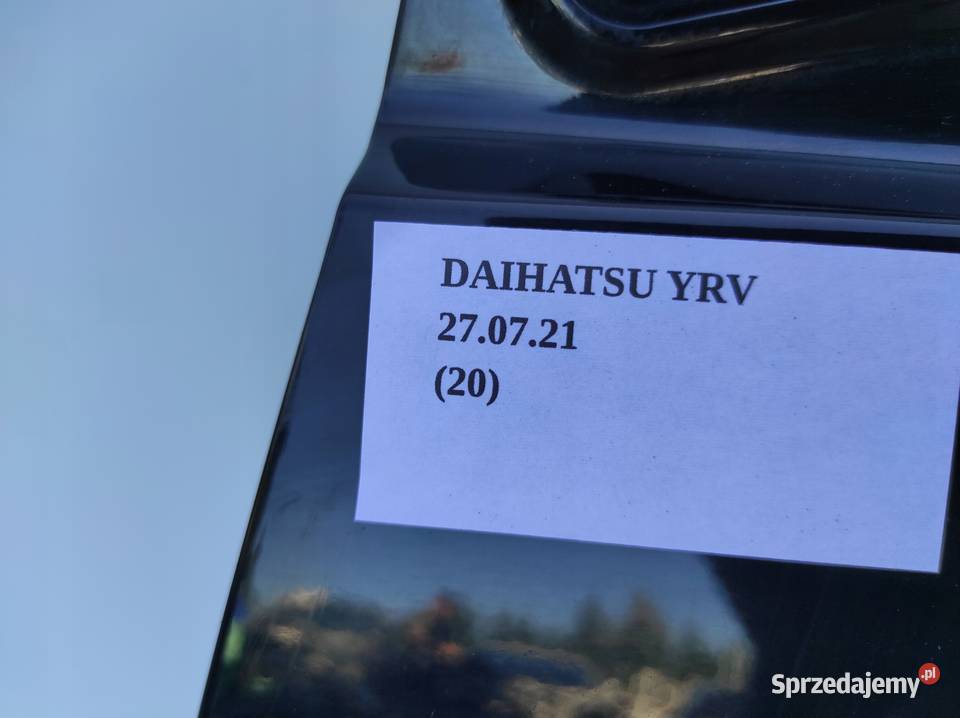 DAIHATSU YRV
27.07.21
(20)
Sprzedajemy.pl